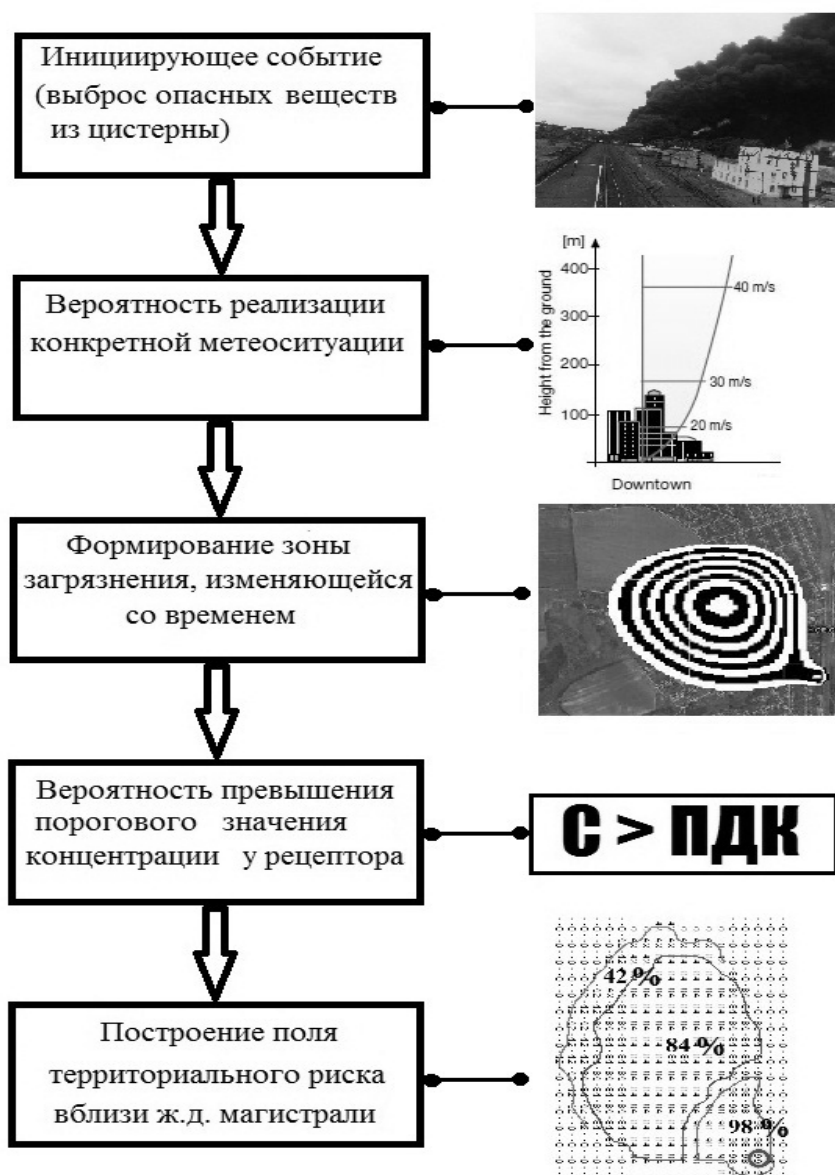 Инициирующее событие
(выброс опасных веществ
из цистерны)
[m]
400
300
200
100
Height from the ground
40 m/s
30 m/s
20 m/s
Downtown
Вероятность реализации
конкретной метеоситуации
Формирование зоны
загрязнения, изменяющейся
со временем
Вероятность превышения
порогового значения
концентрации у рецептора
С > ПДК
Построение поля
территориального риска
вблизи ж.д. магистрали
42%
84%
98%